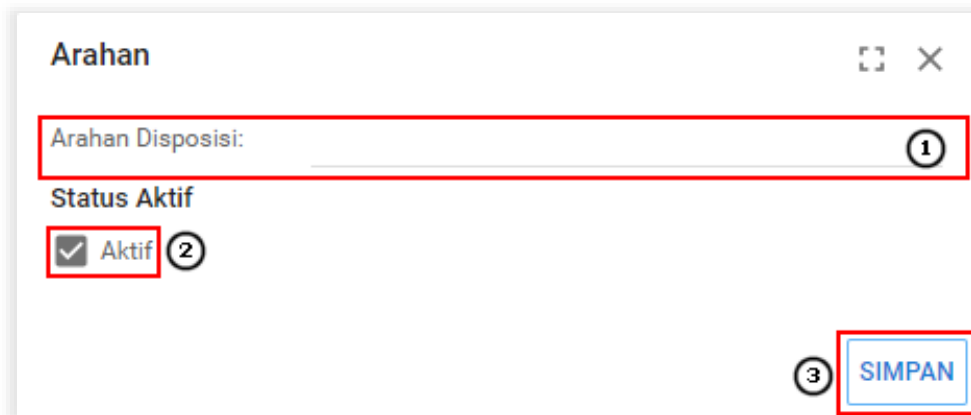 Arahan
Arahan Disposisi:
1
Status Aktif
Aktif 2
3 SIMPAN